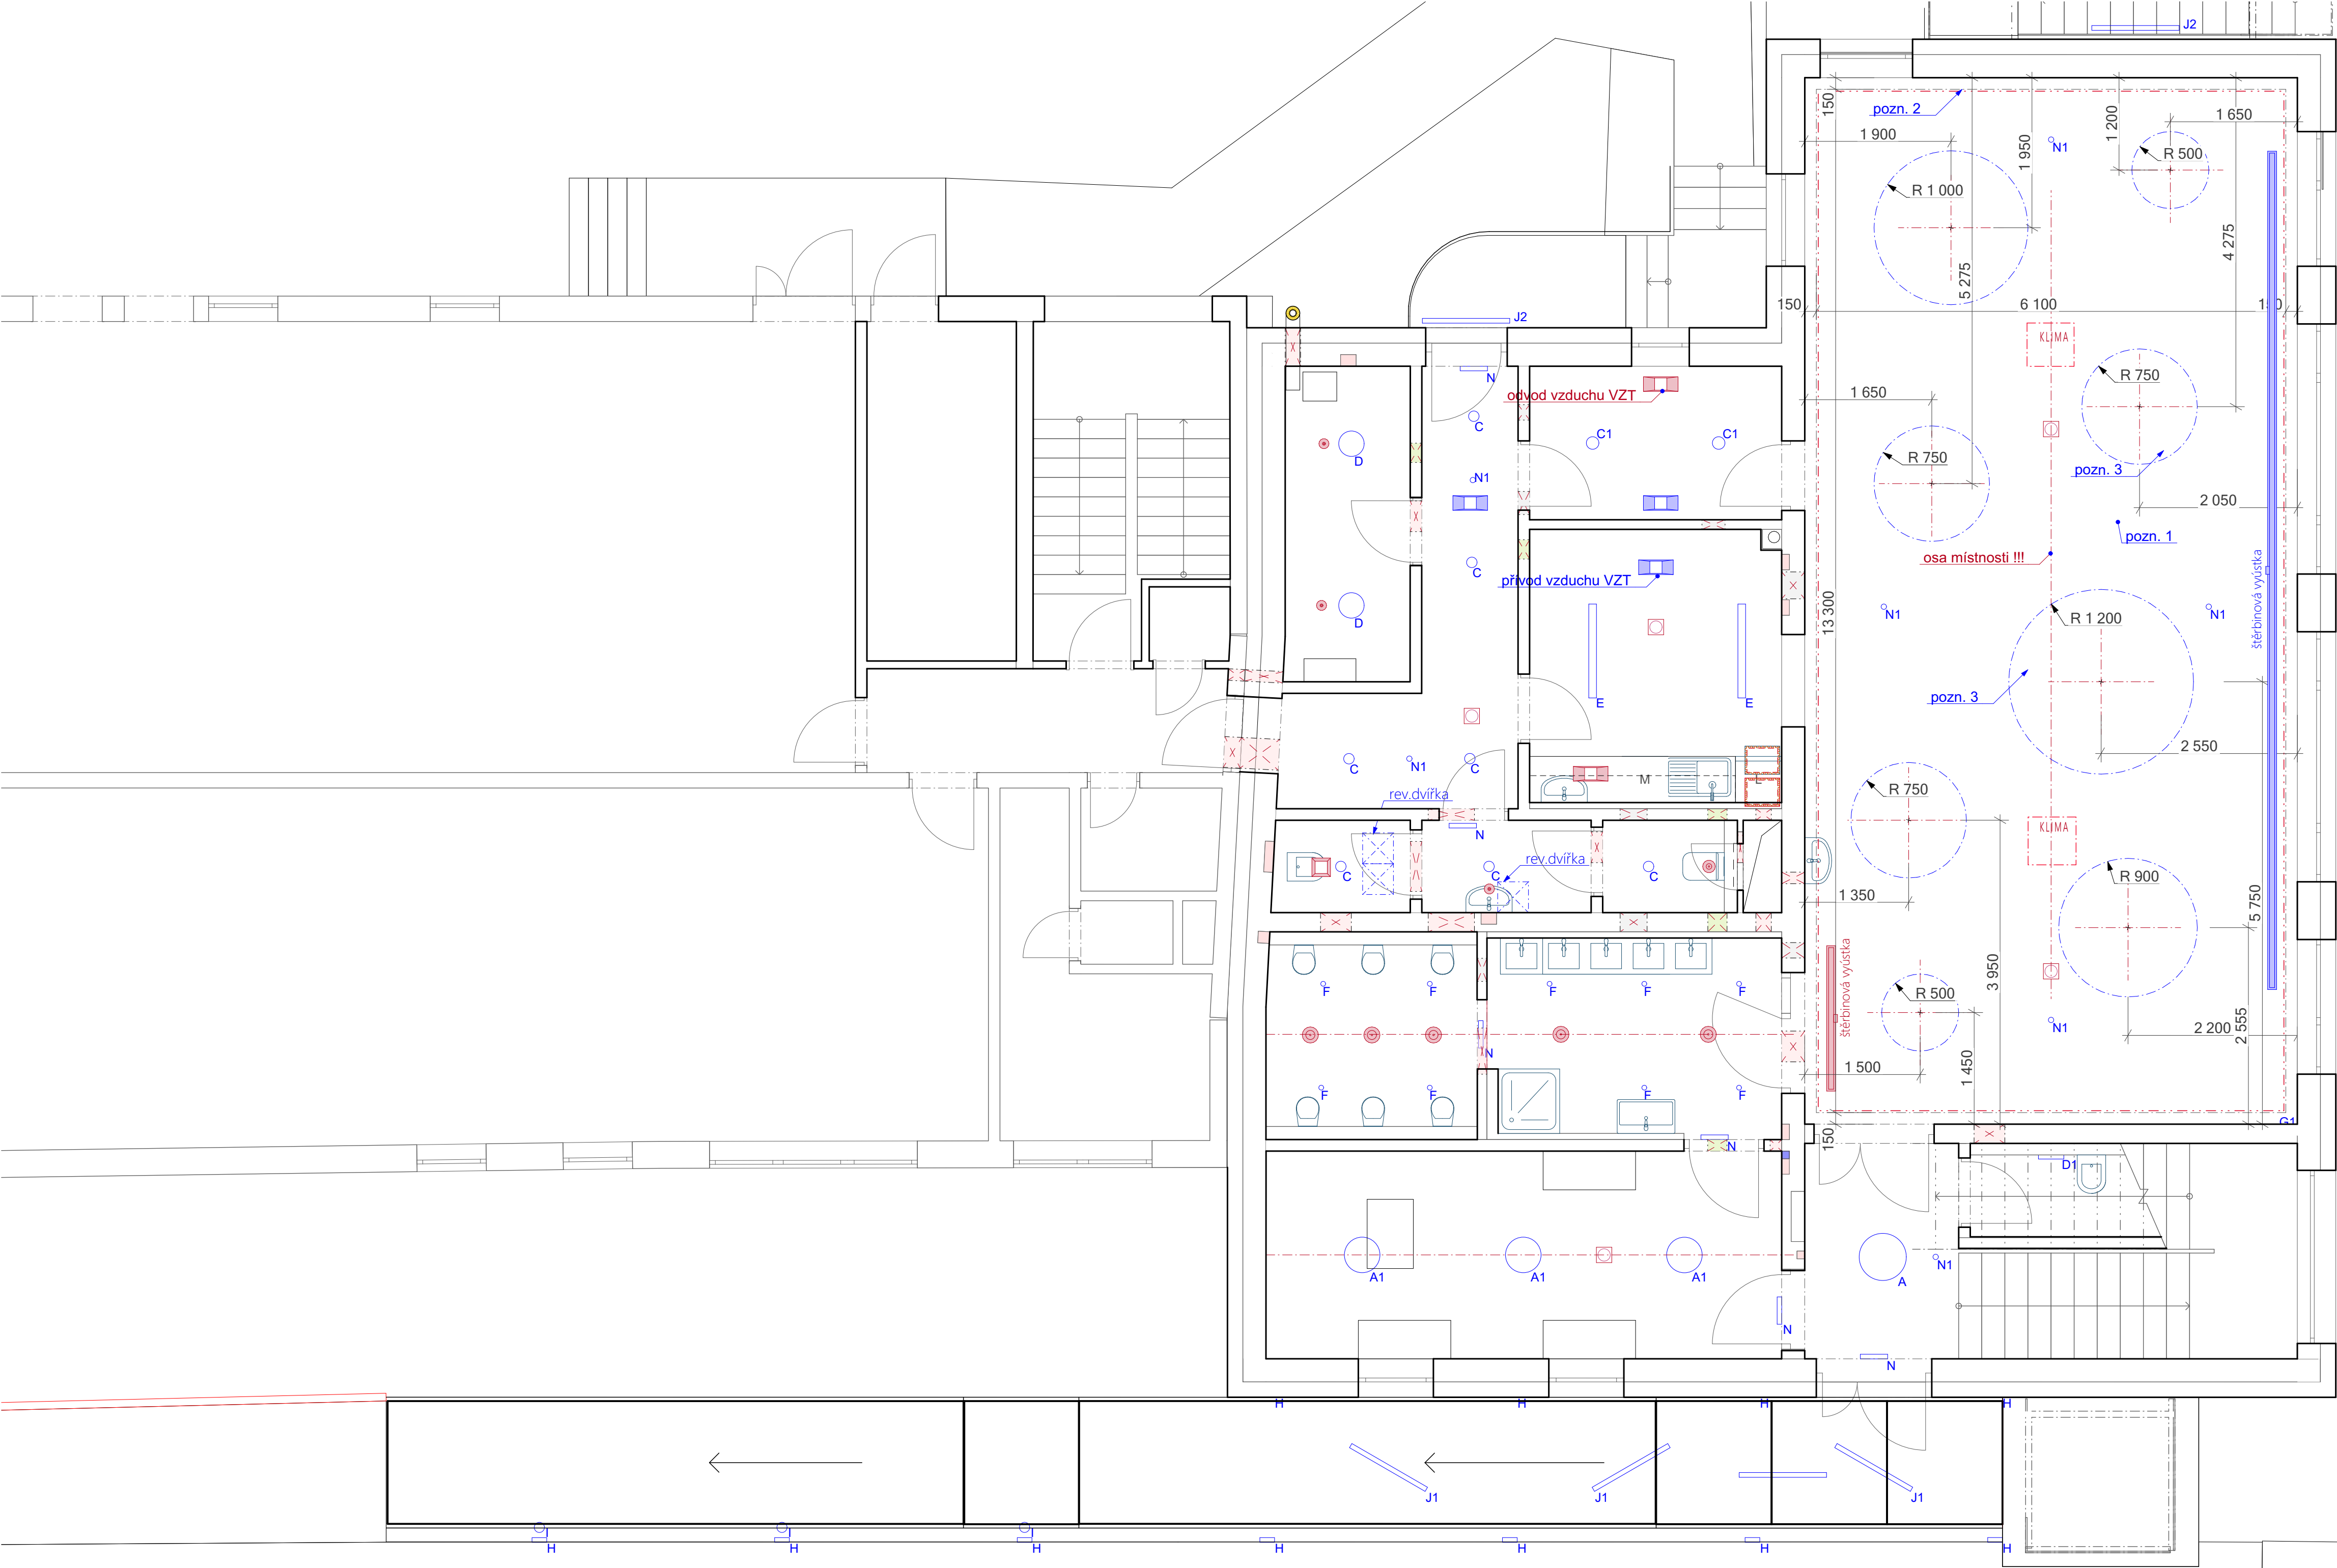 J2
pozn. 2
150
1 900
1 950
1 200
1 650
N1
R 500
R 1 000
4 275
5 275
150
6 100
150
J2
KLIMA
N
odvod vzduchu VZT
R 750
1 650
C
C1
C1
D
R 750
pozn. 3
N1
2 050
pozn. 1
osa místnosti !!!
C
přívod vzduchu VZT
štěrbinová vyústka
13 300
N1
N1
D
R 1 200
E
E
pozn. 3
2 550
C
N1
C
M
L
rev.dvířka
R 750
KLIMA
N
rev.dvířka
C
C
C
R 900
1 350
5 750
štěrbinová vyústka
3 950
F
F
F
F
F
R 500
N1
2 200
2 555
N
1 500
1 450
F
F
F
F
G1
150
N
D1
N1
A1
A1
A1
A
N
N
H
H
H
H
J1
J1
J1
I
I
I
H
H
H
H
H
H
H